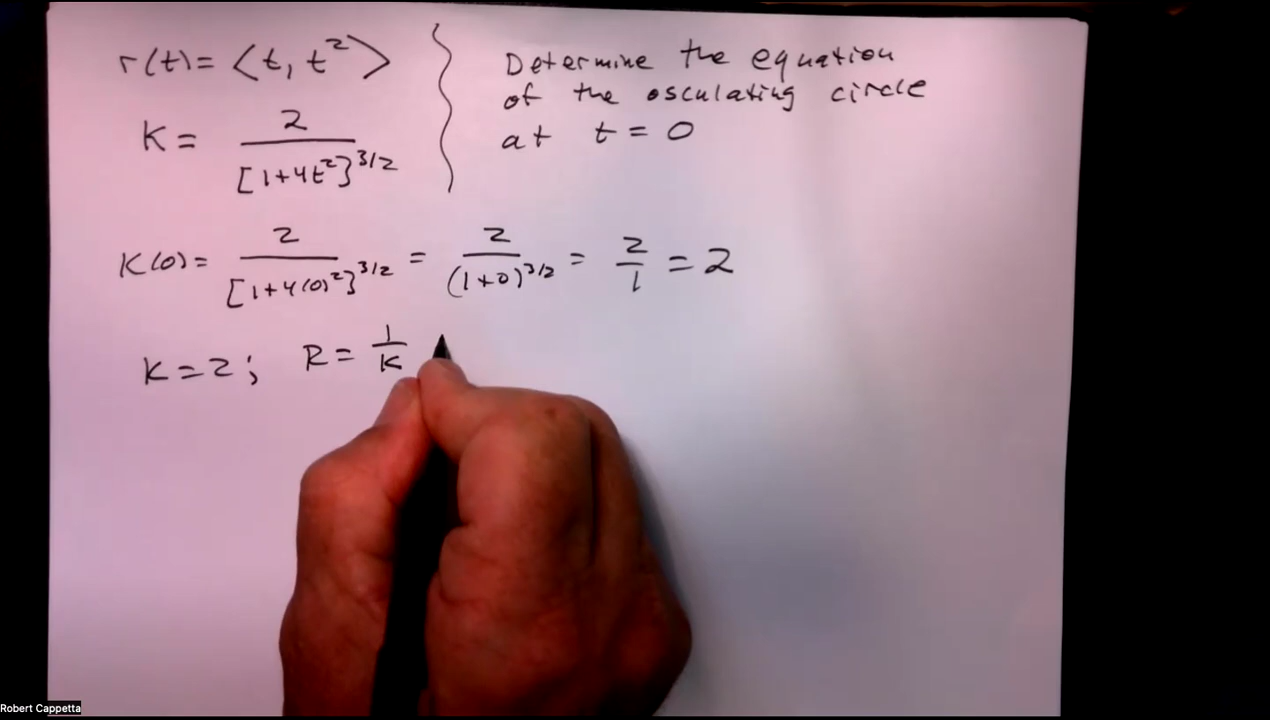 r(t) = ⟨t, t²⟩
K = 2/[1+4t²]^3/2
Determine the equation
of the osculating circle
at t = 0
K(0) = 2/[1+4(0)²]^3/2 = 2/(1+0)^3/2 = 2/1 = 2
K = 2; R = 1/K
Robert Cappetta